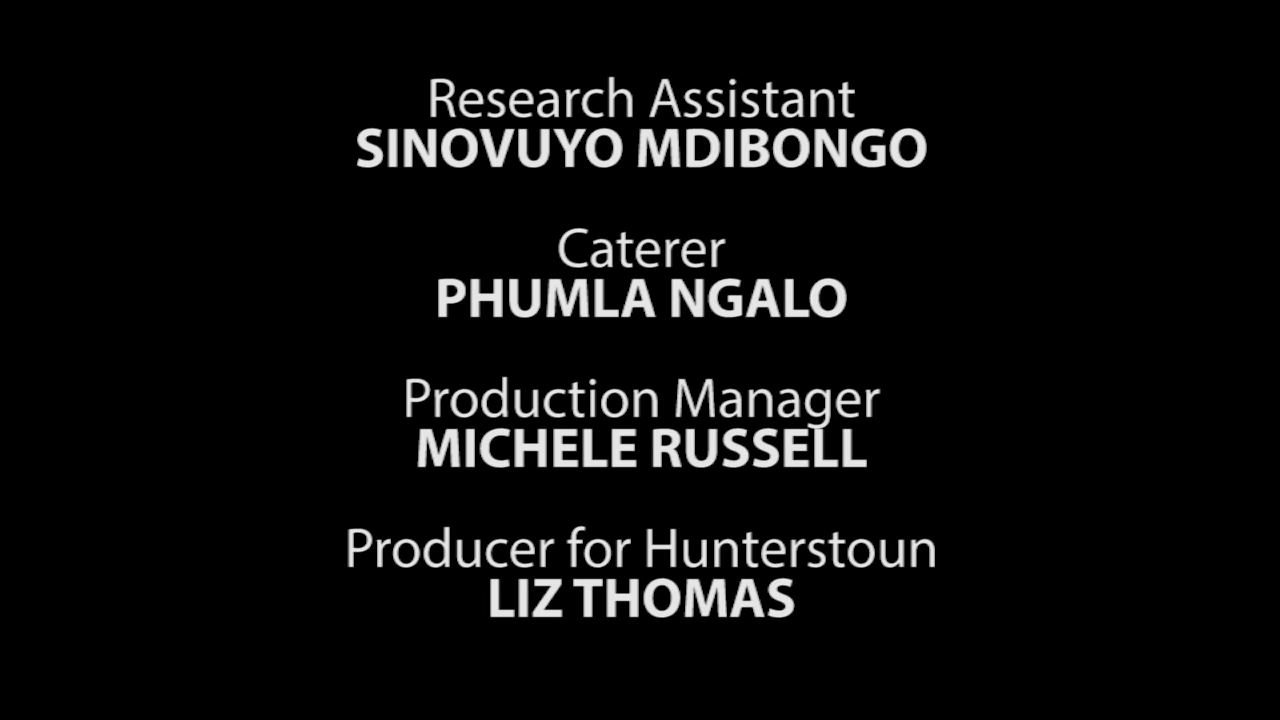 Research Assistant
SINOVUYO MDIBONGO
Caterer
PHUMLA NGALO
Production Manager
MICHELE RUSSELL
Producer for Hunterstoun
LIZ THOMAS